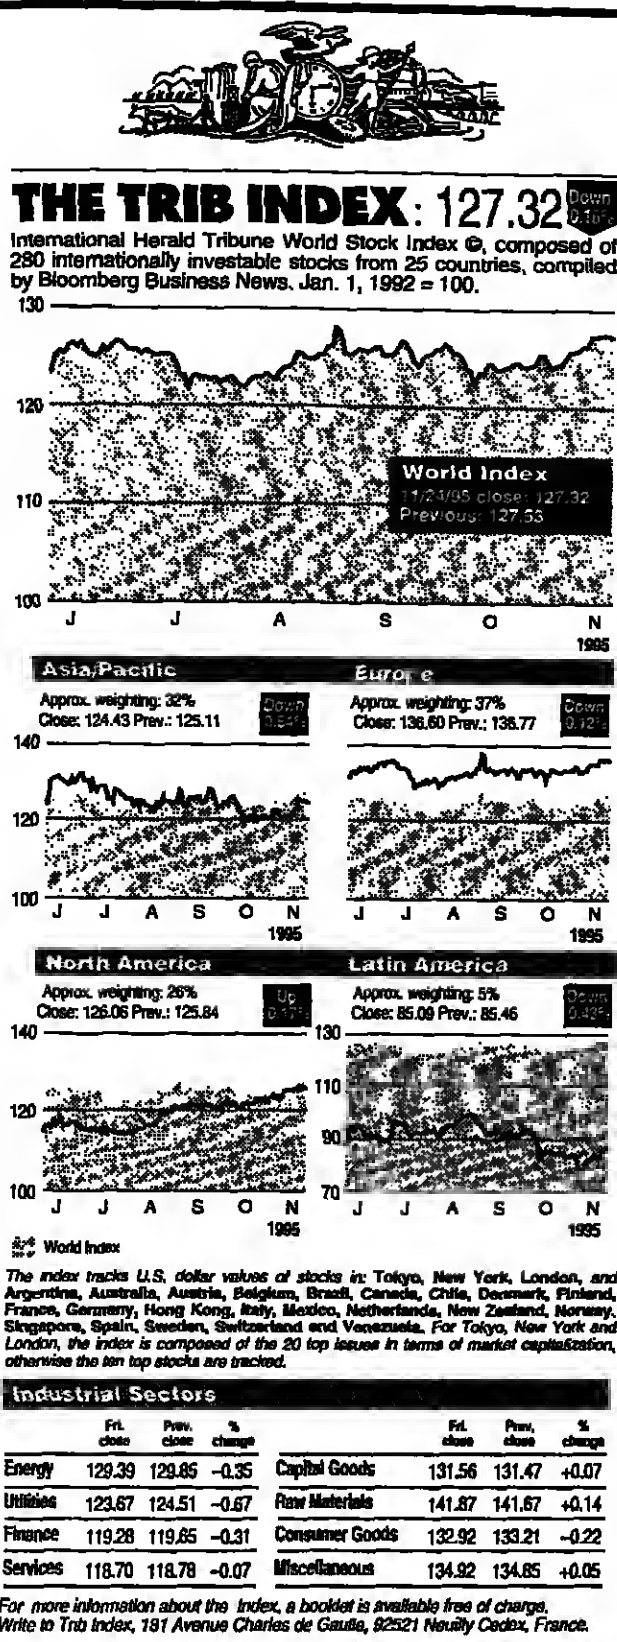 THE TRIB INDEX: 127.32 Down
International Herald Tribune World Stock Index ©, composed of
280 internationally investable stocks from 25 countries, compiled
by Bloomberg Business News. Jan. 1, 1992 = 100.
130
120
110
100
World Index
11/24/95 close: 127.32
Previous: 127.53
J J A S O N
1995
Asia/Pacific
Approx. weighting: 32%
Close: 124.43 Prev.: 125.11
Down
0.54%
140
120
100
J J A S O N
1995
Europe
Approx. weighting: 37%
Close: 136.60 Prev.: 136.77
Down
0.12%
J J A S O N
1995
North America
Approx. weighting: 26%
Close: 126.06 Prev.: 125.84
Up
0.17%
140
120
100
J J A S O N
1995
Latin America
Approx. weighting: 5%
Close: 85.09 Prev.: 85.46
Down
0.43%
130
110
90
70
J J A S O N
1995
World Index
The index tracks U.S. dollar values of stocks in: Tokyo, New York, London, and
Argentina, Australia, Austria, Belgium, Brazil, Canada, Chile, Denmark, Finland,
France, Germany, Hong Kong, Italy, Mexico, Netherlands, New Zealand, Norway,
Singapore, Spain, Sweden, Switzerland and Venezuela. For Tokyo, New York and
London, the index is composed of the 20 top issues in terms of market capitalization,
otherwise the ten top stocks are tracked.
Industrial Sectors
Fri. close Prev. close % change Fri. close Prev. close % change
Energy 129.39 129.85 –0.35 Capital Goods 131.56 131.47 +0.07
Utilities 123.67 124.51 –0.67 Raw Materials 141.87 141.67 +0.14
Finance 119.28 119.65 –0.31 Consumer Goods 132.92 133.21 –0.22
Services 118.70 118.78 –0.07 Miscellaneous 134.92 134.85 +0.05
For more information about the Index, a booklet is available free of charge.
Write to Trib Index, 181 Avenue Charles de Gaulle, 92521 Neuilly Cedex, France.